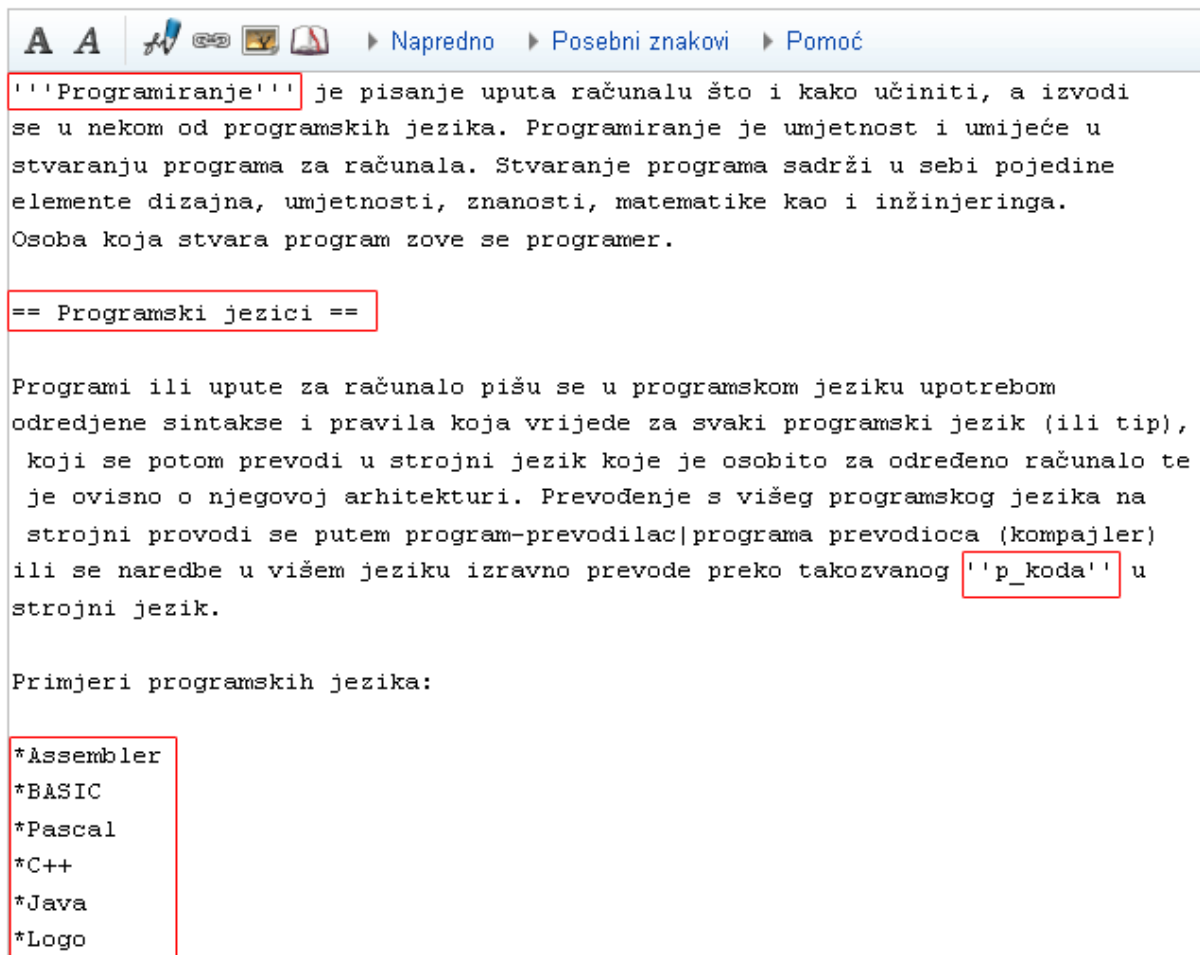 A A Napredno Posebni znakovi Pomoć
'''Programiranje''' je pisanje uputa računalu što i kako učiniti, a izvodi
se u nekom od programskih jezika. Programiranje je umjetnost i umijeće u
stvaranju programa za računala. Stvaranje programa sadrži u sebi pojedine
elemente dizajna, umjetnosti, znanosti, matematike kao i inžinjeringa.
Osoba koja stvara program zove se programer.
== Programski jezici ==
Programi ili upute za računalo pišu se u programskom jeziku upotrebom
odredjene sintakse i pravila koja vrijede za svaki programski jezik (ili tip),
koji se potom prevodi u strojni jezik koje je osobito za određeno računalo te
je ovisno o njegovoj arhitekturi. Prevođenje s višeg programskog jezika na
strojni provodi se putem program-prevodilac|programa prevodioca (kompajler)
ili se naredbe u višem jeziku izravno prevode preko takozvanog ''p_koda'' u
strojni jezik.
Primjeri programskih jezika:
*Assembler
*BASIC
*Pascal
*C++
*Java
*Logo